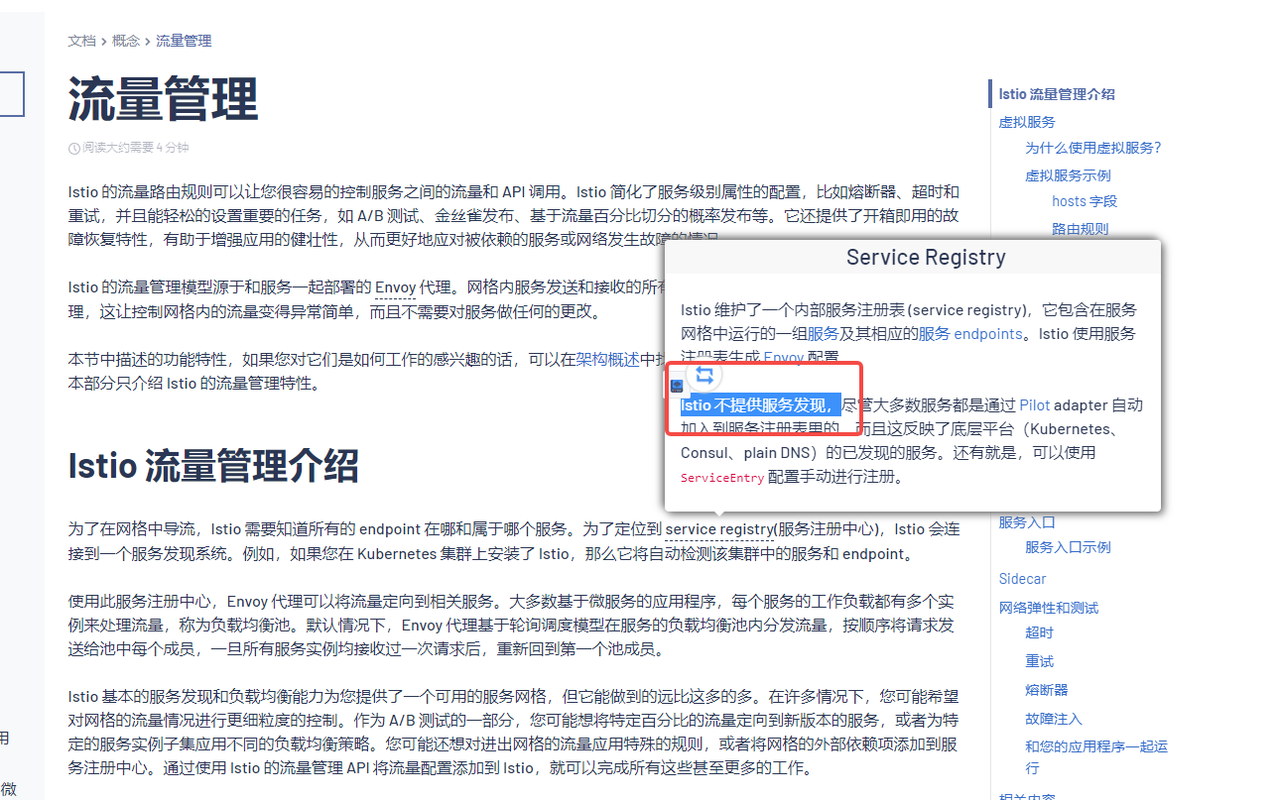 文档 > 概念 > 流量管理
流量管理
阅读大约需要 4 分钟
Istio 的流量路由规则可以让您很容易的控制服务之间的流量和 API 调用。Istio 简化了服务级别属性的配置，比如熔断器、超时和
重试，并且能轻松的设置重要的任务，如 A/B 测试、金丝雀发布、基于流量百分比切分的概率发布等。它还提供了开箱即用的故
障恢复特性，有助于增强应用的健壮性，从而更好地应对被依赖的服务或网络发生故障的情况
Istio 的流量管理模型源于和服务一起部署的 Envoy 代理。网格内服务发送和接收的所有
理，这让控制网格内的流量变得异常简单，而且不需要对服务做任何的更改。
本节中描述的功能特性，如果您对它们是如何工作的感兴趣的话，可以在架构概述中
本部分只介绍 Istio 的流量管理特性。
Service Registry
Istio 维护了一个内部服务注册表 (service registry)，它包含在服务
网格中运行的一组服务及其相应的服务 endpoints。Istio 使用服务
注册表生成 Envoy 配置
Istio 不提供服务发现，尽管大多数服务都是通过 Pilot adapter 自动
加入到服务注册表里的，而且这反映了底层平台（Kubernetes、
Consul、plain DNS）的已发现的服务。还有就是，可以使用
ServiceEntry 配置手动进行注册。
Istio 流量管理介绍
为了在网格中导流，Istio 需要知道所有的 endpoint 在哪和属于哪个服务。为了定位到 service registry(服务注册中心)，Istio 会连
接到一个服务发现系统。例如，如果您在 Kubernetes 集群上安装了 Istio，那么它将自动检测该集群中的服务和 endpoint。
使用此服务注册中心，Envoy 代理可以将流量定向到相关服务。大多数基于微服务的应用程序，每个服务的工作负载都有多个实
例来处理流量，称为负载均衡池。默认情况下，Envoy 代理基于轮询调度模型在服务的负载均衡池内分发流量，按顺序将请求发
送给池中每个成员，一旦所有服务实例均接收过一次请求后，重新回到第一个池成员。
Istio 基本的服务发现和负载均衡能力为您提供了一个可用的服务网格，但它能做到的远比这多的多。在许多情况下，您可能希望
对网格的流量情况进行更细粒度的控制。作为 A/B 测试的一部分，您可能想将特定百分比的流量定向到新版本的服务，或者为特
定的服务实例子集应用不同的负载均衡策略。您可能还想对进出网格的流量应用特殊的规则，或者将网格的外部依赖项添加到服
务注册中心。通过使用 Istio 的流量管理 API 将流量配置添加到 Istio，就可以完成所有这些甚至更多的工作。
用
微
Istio 流量管理介绍
虚拟服务
为什么使用虚拟服务？
虚拟服务示例
hosts 字段
路由规则
服务入口
服务入口示例
Sidecar
网络弹性和测试
超时
重试
熔断器
故障注入
和您的应用程序一起运
行
相关内容